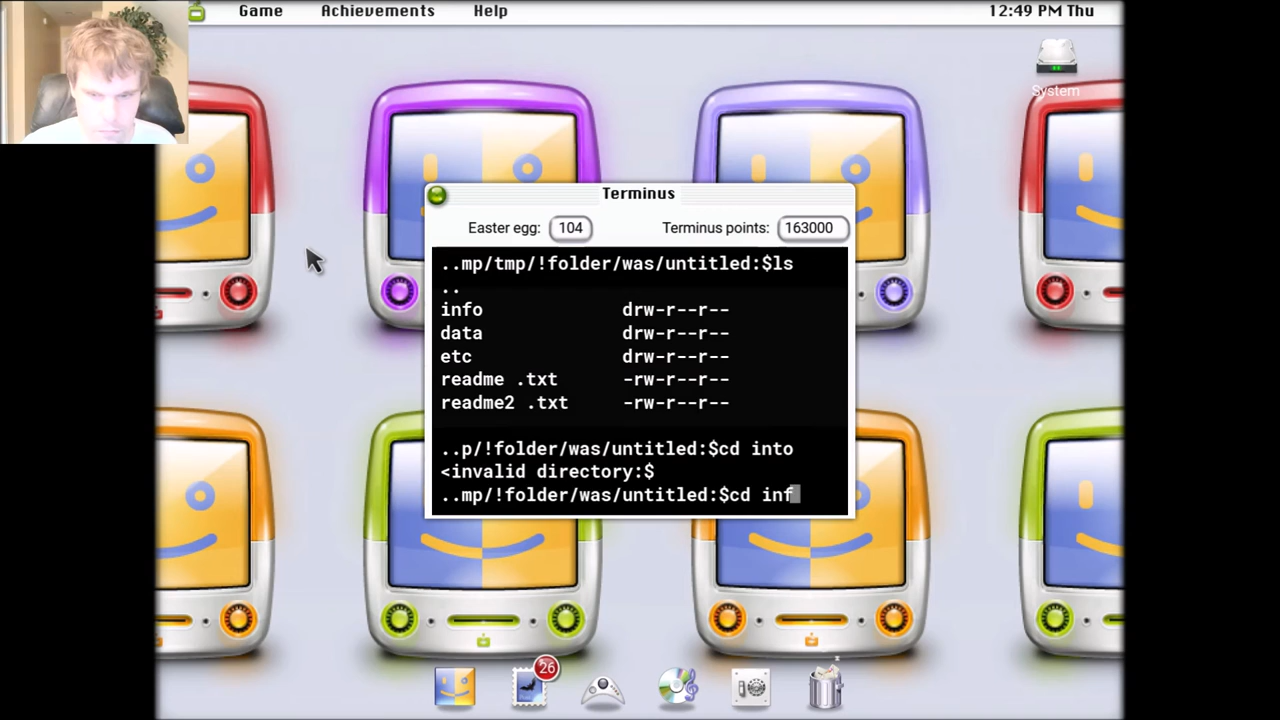 Game Achievements Help 12:49 PM Thu
System
Terminus
Easter egg: 104 Terminus points: 163000
..mp/tmp/!folder/was/untitled:$ls
..
info drw-r--r--
data drw-r--r--
etc drw-r--r--
readme .txt -rw-r--r--
readme2 .txt -rw-r--r--
..p/!folder/was/untitled:$cd into
<invalid directory:$
..mp/!folder/was/untitled:$cd inf
26